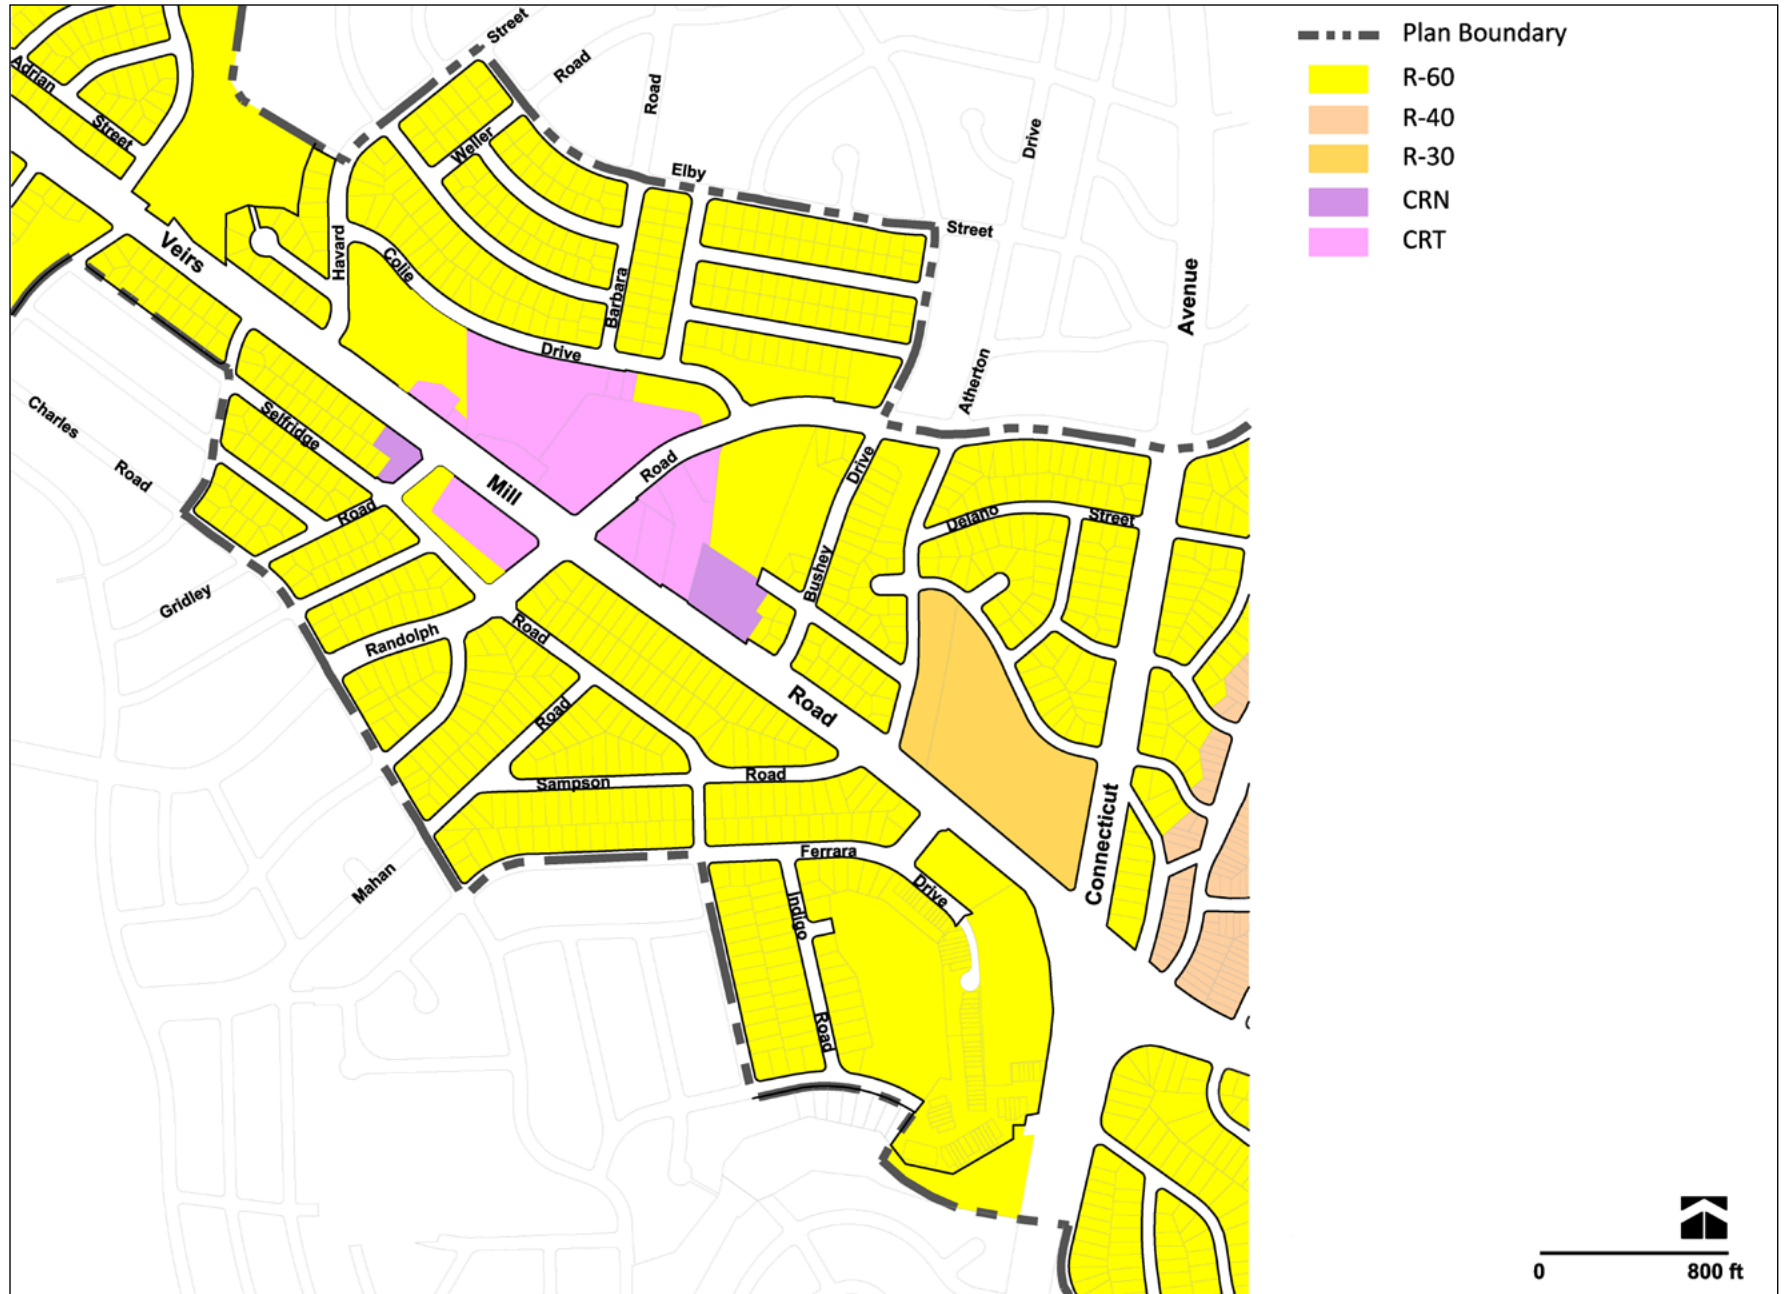 Plan Boundary
R-60
R-40
R-30
CRN
CRT
Street
Road
Road
Drive
Adrian
Street
Weller
Elby
Street
Veirs
Havard
Colie
Barbara
Avenue
Drive
Atherton
Charles
Road
Selfridge
Mill
Road
Drive
Road
Delano
Street
Gridley
Bushey
Randolph
Road
Road
Road
Sampson
Road
Connecticut
Mahan
Ferrara
Drive
Indigo
Road
0
800 ft